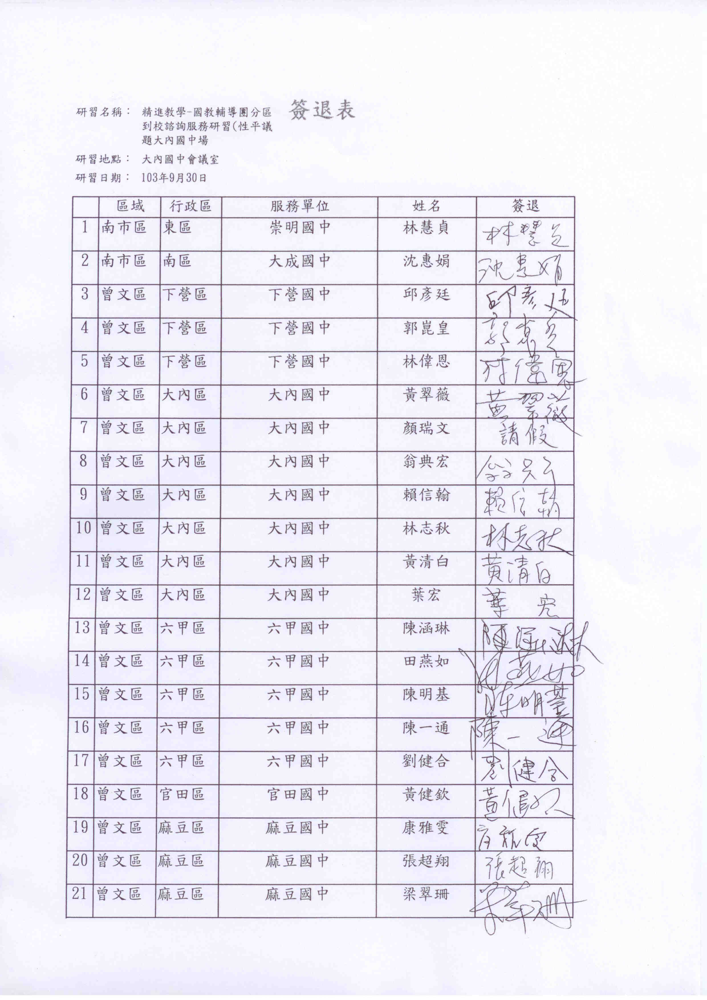 簽退表
研習名稱： 精進教學-國教輔導團分區
到校諮詢服務研習(性平議
題大內國中場
研習地點： 大內國中會議室
研習日期： 103年9月30日
區域 行政區 服務單位 姓名 簽退
1 南市區 東區 崇明國中 林慧貞 林慧貞
2 南市區 南區 大成國中 沈惠娟 沈惠娟
3 曾文區 下營區 下營國中 邱彥廷 邱彥廷
4 曾文區 下營區 下營國中 郭崑皇
5 曾文區 下營區 下營國中 林偉恩 林偉恩
6 曾文區 大內區 大內國中 黃翠薇 黃翠薇
7 曾文區 大內區 大內國中 顏瑞文 請假
8 曾文區 大內區 大內國中 翁典宏
9 曾文區 大內區 大內國中 賴信翰 賴信翰
10 曾文區 大內區 大內國中 林志秋 林志秋
11 曾文區 大內區 大內國中 黃清白 黃清白
12 曾文區 大內區 大內國中 葉宏 葉宏
13 曾文區 六甲區 六甲國中 陳涵琳 陳涵琳
14 曾文區 六甲區 六甲國中 田燕如 田燕如
15 曾文區 六甲區 六甲國中 陳明基 陳明基
16 曾文區 六甲區 六甲國中 陳一通 陳一通
17 曾文區 六甲區 六甲國中 劉健合 劉健合
18 曾文區 官田區 官田國中 黃健欽 黃健欽
19 曾文區 麻豆區 麻豆國中 康雅雯
20 曾文區 麻豆區 麻豆國中 張超翔 張超翔
21 曾文區 麻豆區 麻豆國中 梁翠珊 梁翠珊